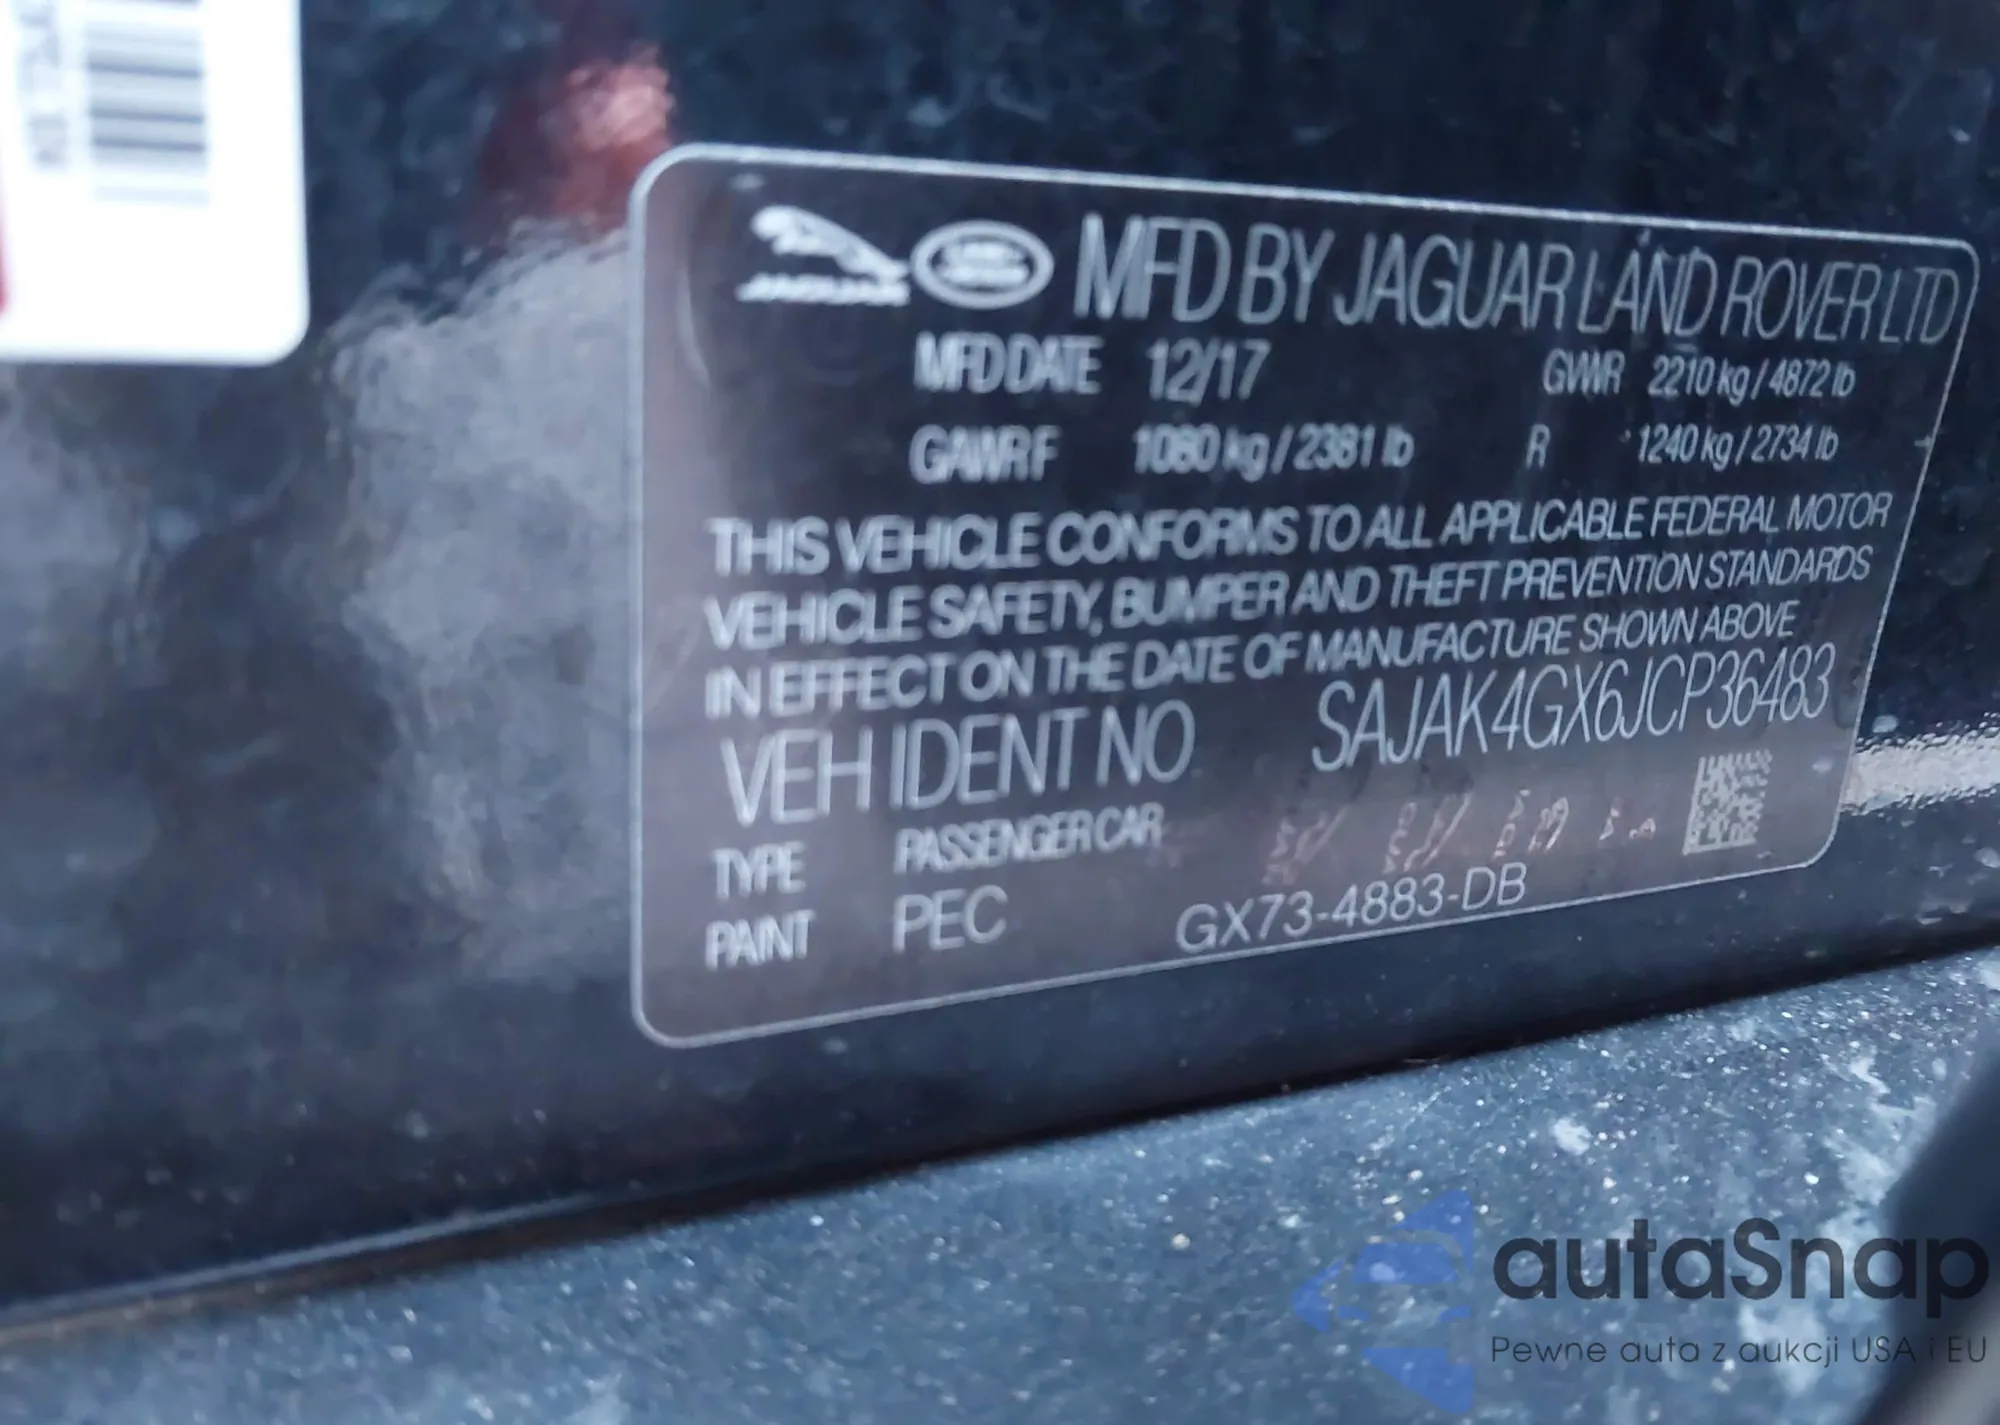 JAGUAR
MFD BY JAGUAR LAND ROVER LTD
MFD DATE 12/17 GVWR 2210 kg / 4872 lb
GAWR F 1080 kg / 2381 lb R 1240 kg / 2734 lb
THIS VEHICLE CONFORMS TO ALL APPLICABLE FEDERAL MOTOR
VEHICLE SAFETY, BUMPER AND THEFT PREVENTION STANDARDS
IN EFFECT ON THE DATE OF MANUFACTURE SHOWN ABOVE
VEH IDENT NO SAJAK4GX6JCP36483
TYPE PASSENGER CAR
PAINT PEC GX73-4883-DB
autaSnap
Pewne auta z aukcji USA i EU